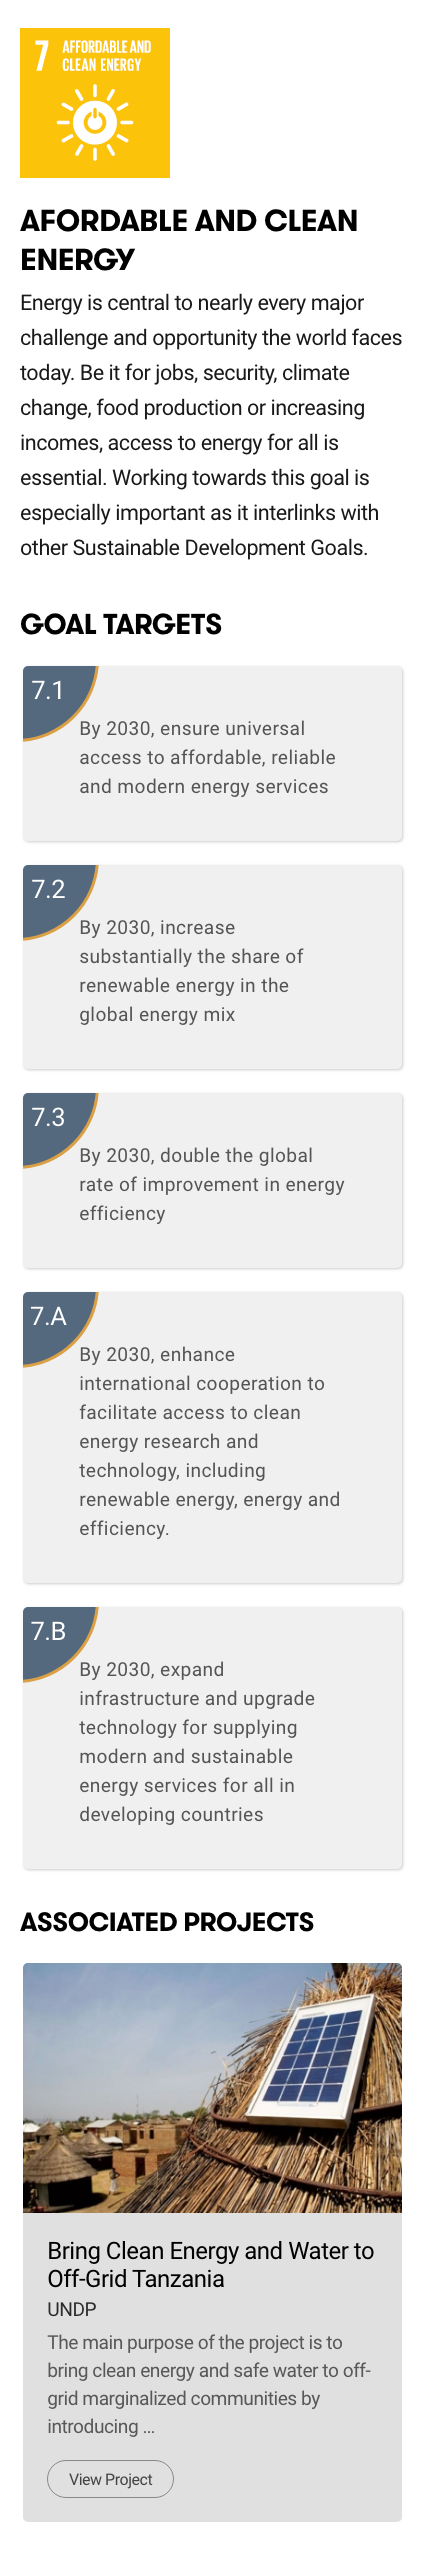 7 AFFORDABLE AND
CLEAN ENERGY
AFORDABLE AND CLEAN
ENERGY
Energy is central to nearly every major
challenge and opportunity the world faces
today. Be it for jobs, security, climate
change, food production or increasing
incomes, access to energy for all is
essential. Working towards this goal is
especially important as it interlinks with
other Sustainable Development Goals.
GOAL TARGETS
7.1
By 2030, ensure universal
access to affordable, reliable
and modern energy services
7.2
By 2030, increase
substantially the share of
renewable energy in the
global energy mix
7.3
By 2030, double the global
rate of improvement in energy
efficiency
7.A
By 2030, enhance
international cooperation to
facilitate access to clean
energy research and
technology, including
renewable energy, energy and
efficiency.
7.B
By 2030, expand
infrastructure and upgrade
technology for supplying
modern and sustainable
energy services for all in
developing countries
ASSOCIATED PROJECTS
Bring Clean Energy and Water to
Off-Grid Tanzania
UNDP
The main purpose of the project is to
bring clean energy and safe water to off-
grid marginalized communities by
introducing ...
View Project